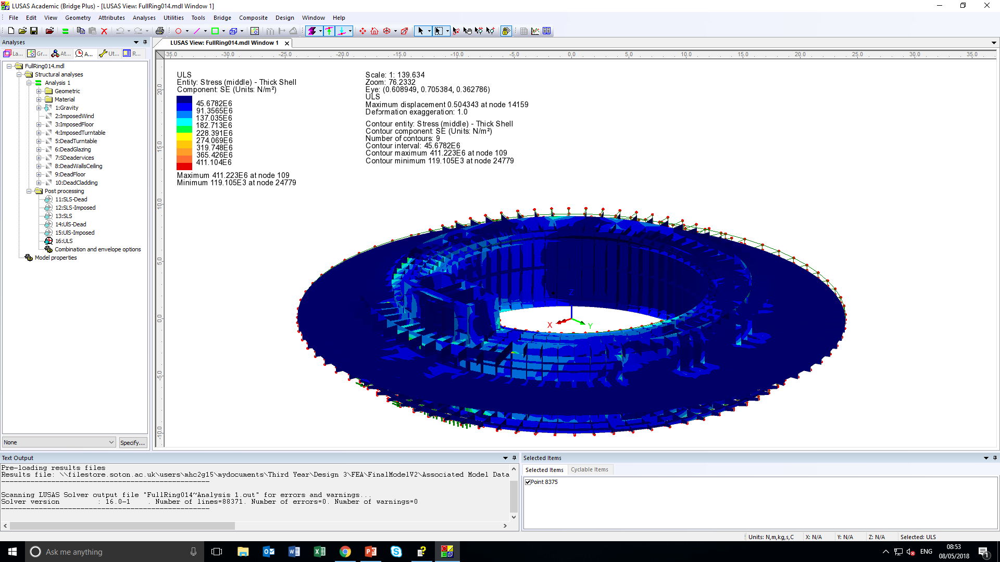 LUSAS Academic (Bridge Plus) - [LUSAS View: FullRing014.mdl Window 1]
File Edit View Geometry Attributes Analyses Utilities Tools Bridge Composite Design Window Help
Analyses
La... Gr... At... A... Ut... R...
FullRing014.mdl
Structural analyses
Analysis 1
Geometric
Material
1:Gravity
2:ImposedWind
3:ImposedFloor
4:ImposedTurntable
5:DeadTurntable
6:DeadGlazing
7:SDeadervices
8:DeadWallsCeiling
9:DeadFloor
10:DeadCladding
Post processing
11:SLS-Dead
12:SLS-Imposed
13:SLS
14:UlS-Dead
15:UlS-Imposed
16:ULS
Combination and envelope options
Model properties
None
Specify...
LUSAS View: FullRing014.mdl Window 1
-35.0 -30.0 -25.0 -20.0 -15.0 -10.0 -5.0 0.0 5.0 10.0 15.0 20.0 25.0 30.0 35.0
20.0
15.0
10.0
5.0
0.0
-5.0
-10.0
ULS
Entity: Stress (middle) - Thick Shell
Component: SE (Units: N/m²)
45.6782E6
91.3565E6
137.035E6
182.713E6
228.391E6
274.069E6
319.748E6
365.426E6
411.104E6
Maximum 411.223E6 at node 109
Minimum 119.105E3 at node 24779
Scale: 1: 139.634
Zoom: 76.2332
Eye: (0.608949, 0.705384, 0.362786)
ULS
Maximum displacement 0.504343 at node 14159
Deformation exaggeration: 1.0
Contour entity: Stress (middle) - Thick Shell
Contour component: SE (Units: N/m²)
Number of contours: 9
Contour interval: 45.6782E6
Contour maximum 411.223E6 at node 109
Contour minimum 119.105E3 at node 24779
Z
X
Y
Text Output
Pre-loading results files
Results file: \\filestore.soton.ac.uk\users\mhc2g15\mydocuments\Third Year\Design 3\FEA\FinalModelV2\Associated Model Data
Scanning LUSAS Solver output file "FullRing014~Analysis 1.out" for errors and warnings...
Solver version : 16.0-1 . Number of lines=88371. Number of errors=0. Number of warnings=0
Selected Items
Selected Items Cyclable Items
Point 8375
Units: N,m,kg,s,C X: N/A Y: N/A Z: N/A Selected: ULS
Ask me anything
ENG
08:53
08/05/2018
1